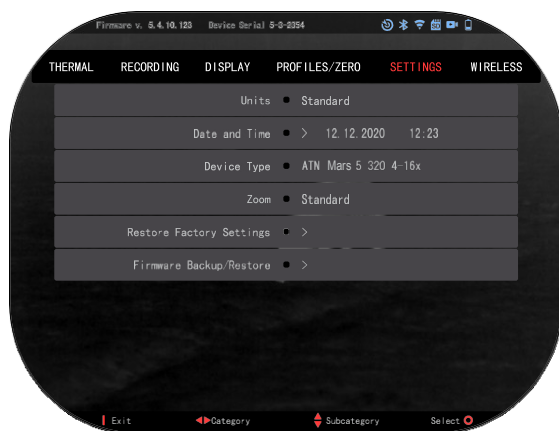 Firmware v. 5.4.10.123 Device Serial 5-3-2354
THERMAL RECORDING DISPLAY PROFILES/ZERO SETTINGS WIRELESS
Units Standard
Date and Time > 12.12.2020 12:23
Device Type ATN Mars 5 320 4-16x
Zoom Standard
Restore Factory Settings >
Firmware Backup/Restore >
Exit Category Subcategory Select